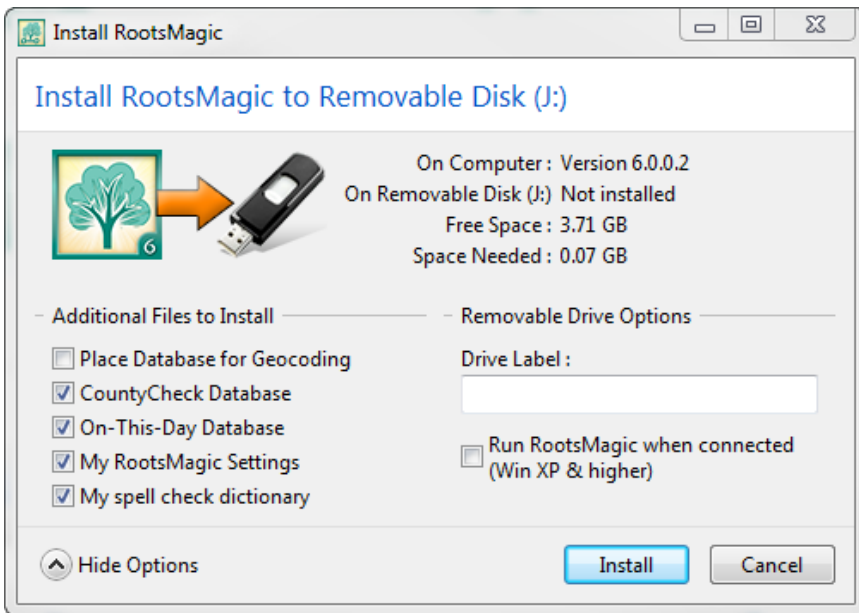 Install RootsMagic
Install RootsMagic to Removable Disk (J:)
6
On Computer : Version 6.0.0.2
On Removable Disk (J:) Not installed
Free Space : 3.71 GB
Space Needed : 0.07 GB
Additional Files to Install
Place Database for Geocoding
CountyCheck Database
On-This-Day Database
My RootsMagic Settings
My spell check dictionary
Removable Drive Options
Drive Label :
Run RootsMagic when connected
(Win XP & higher)
Hide Options
Install
Cancel